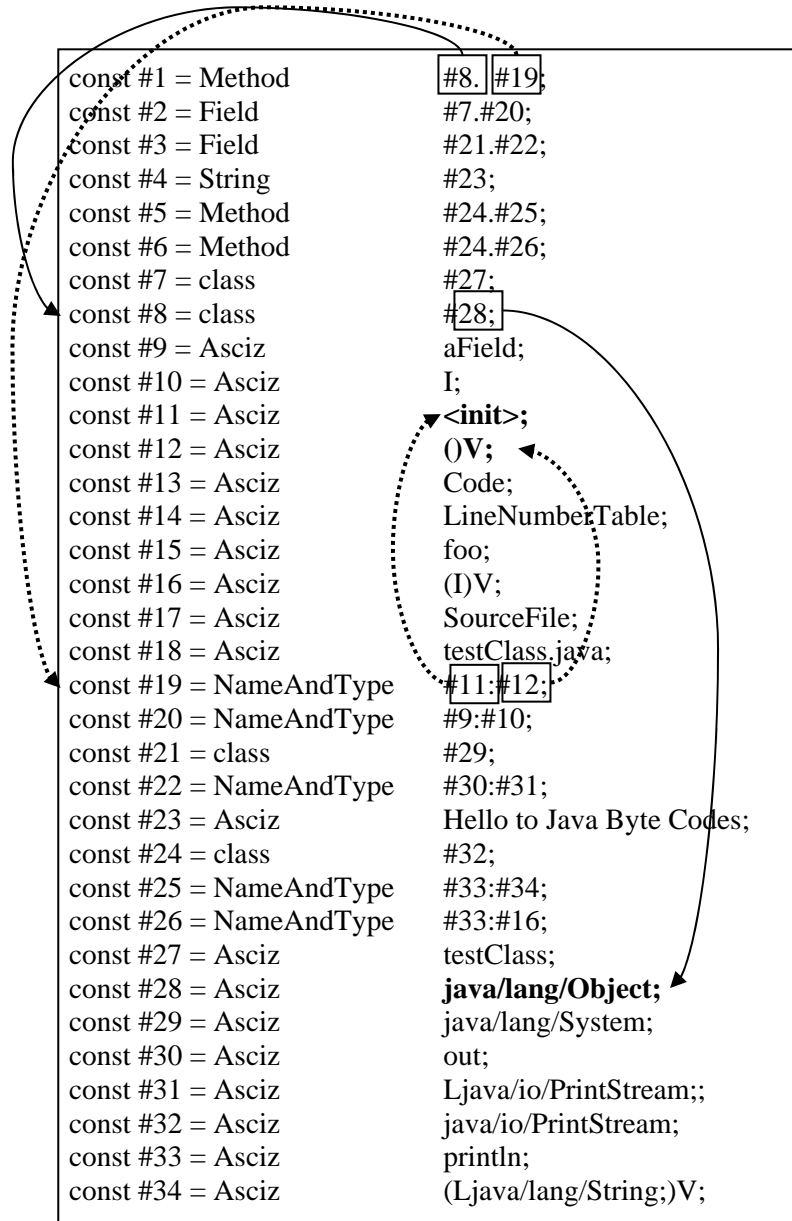 const #1 = Method #8. #19;
const #2 = Field #7.#20;
const #3 = Field #21.#22;
const #4 = String #23;
const #5 = Method #24.#25;
const #6 = Method #24.#26;
const #7 = class #27;
const #8 = class #28;
const #9 = Asciz aField;
const #10 = Asciz I;
const #11 = Asciz <init>;
const #12 = Asciz ()V;
const #13 = Asciz Code;
const #14 = Asciz LineNumberTable;
const #15 = Asciz foo;
const #16 = Asciz (I)V;
const #17 = Asciz SourceFile;
const #18 = Asciz testClass.java;
const #19 = NameAndType #11:#12;
const #20 = NameAndType #9:#10;
const #21 = class #29;
const #22 = NameAndType #30:#31;
const #23 = Asciz Hello to Java Byte Codes;
const #24 = class #32;
const #25 = NameAndType #33:#34;
const #26 = NameAndType #33:#16;
const #27 = Asciz testClass;
const #28 = Asciz java/lang/Object;
const #29 = Asciz java/lang/System;
const #30 = Asciz out;
const #31 = Asciz Ljava/io/PrintStream;;
const #32 = Asciz java/io/PrintStream;
const #33 = Asciz println;
const #34 = Asciz (Ljava/lang/String;)V;